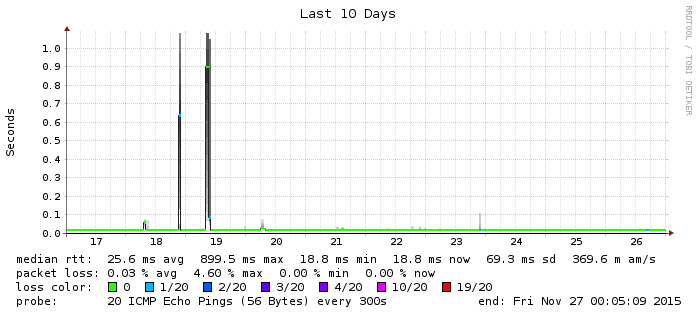 Last 10 Days
RRDTOOL / TOBI OETIKER
Seconds
1.0
0.9
0.8
0.7
0.6
0.5
0.4
0.3
0.2
0.1
0.0
17 18 19 20 21 22 23 24 25 26
median rtt: 25.6 ms avg 899.5 ms max 18.8 ms min 18.8 ms now 69.3 ms sd 369.6 m am/s
packet loss: 0.03 % avg 4.60 % max 0.00 % min 0.00 % now
loss color: 0 1/20 2/20 3/20 4/20 10/20 19/20
probe: 20 ICMP Echo Pings (56 Bytes) every 300s end: Fri Nov 27 00:05:09 2015